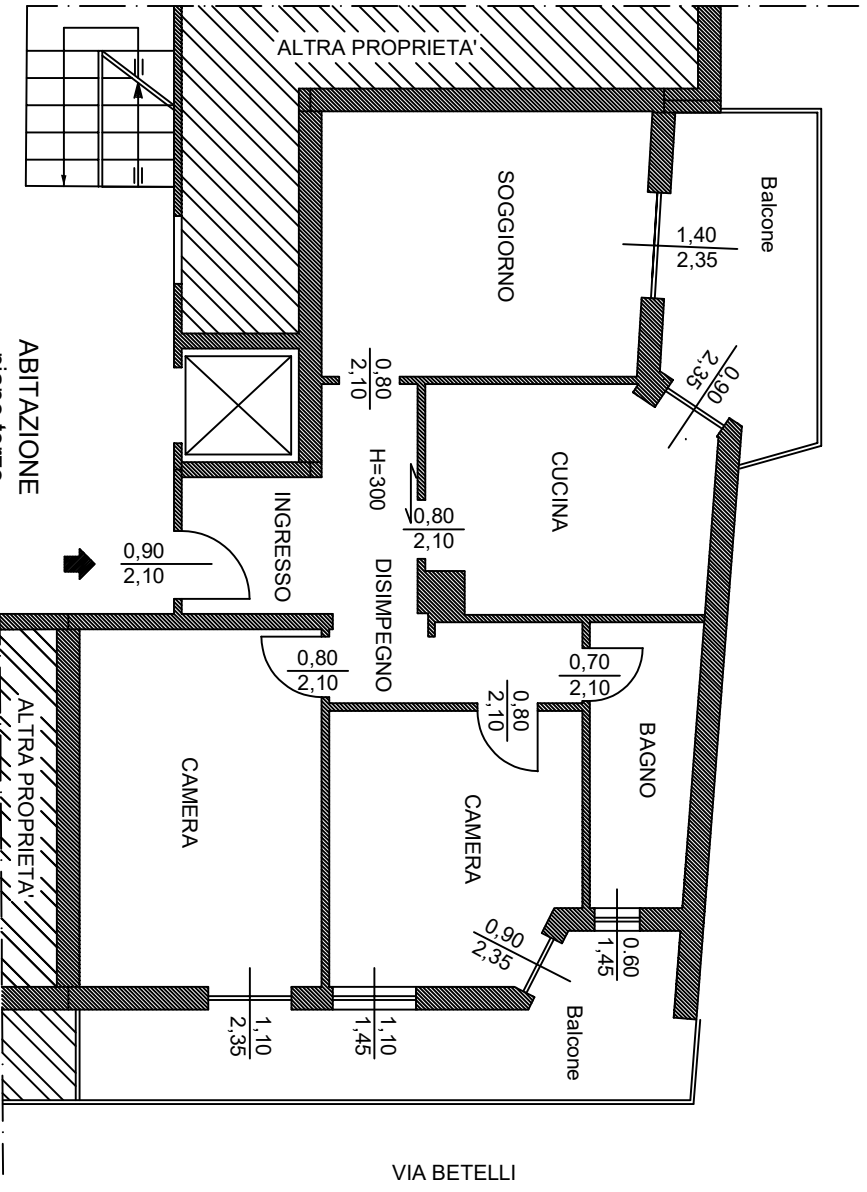 ALTRA PROPRIETA'
SOGGIORNO
Balcone
1,40
2,35
0,90
2,35
0,80
2,10
H=300
CUCINA
0,80
2,10
INGRESSO
DISIMPEGNO
ABITAZIONE
piano terzo
0,90
2,10
0,80
2,10
0,70
2,10
0,80
2,10
BAGNO
CAMERA
CAMERA
ALTRA PROPRIETA'
0,90
2,35
0.60
1,45
Balcone
1,10
2,35
1,10
1,45
VIA BETELLI